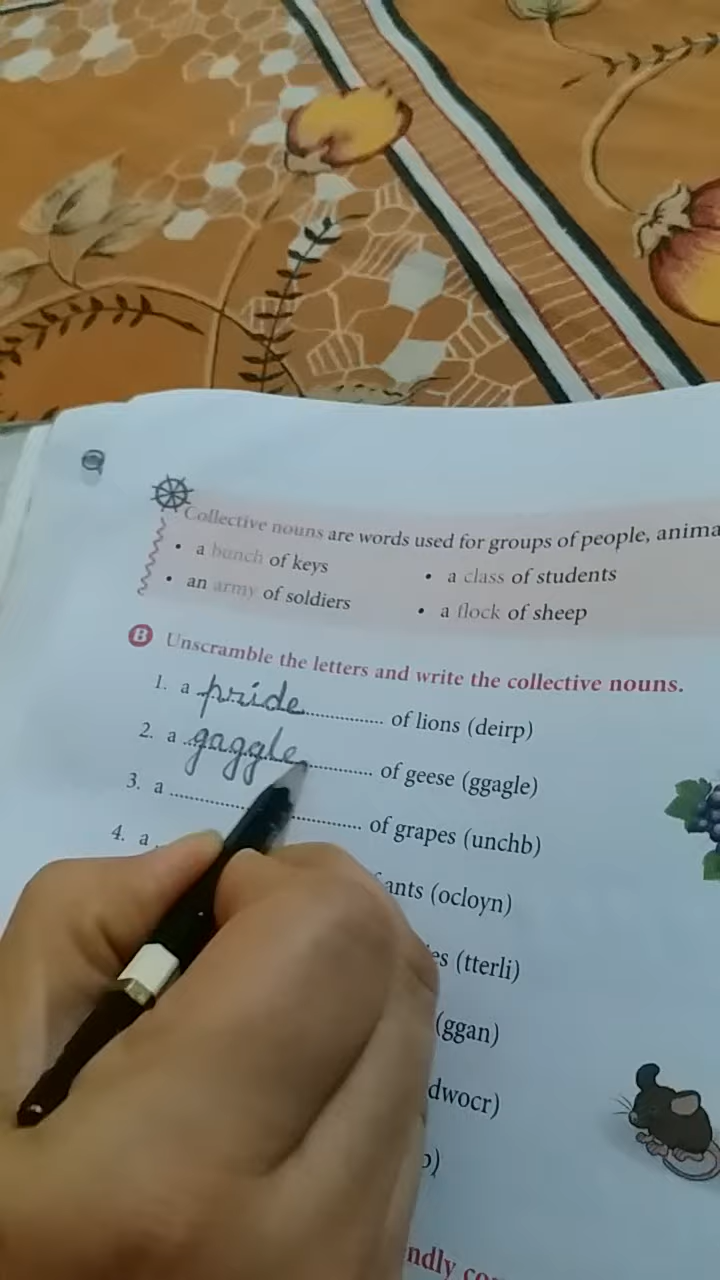 Collective nouns are words used for groups of people, anima
• a bunch of keys
• a class of students
• an army of soldiers
• a flock of sheep
B Unscramble the letters and write the collective nouns.
1. a pride of lions (deirp)
2. a gaggle of geese (ggagle)
3. a of grapes (unchb)
4. a ants (ocloyn)
es (tterli)
(ggan)
dwocr)
ndly